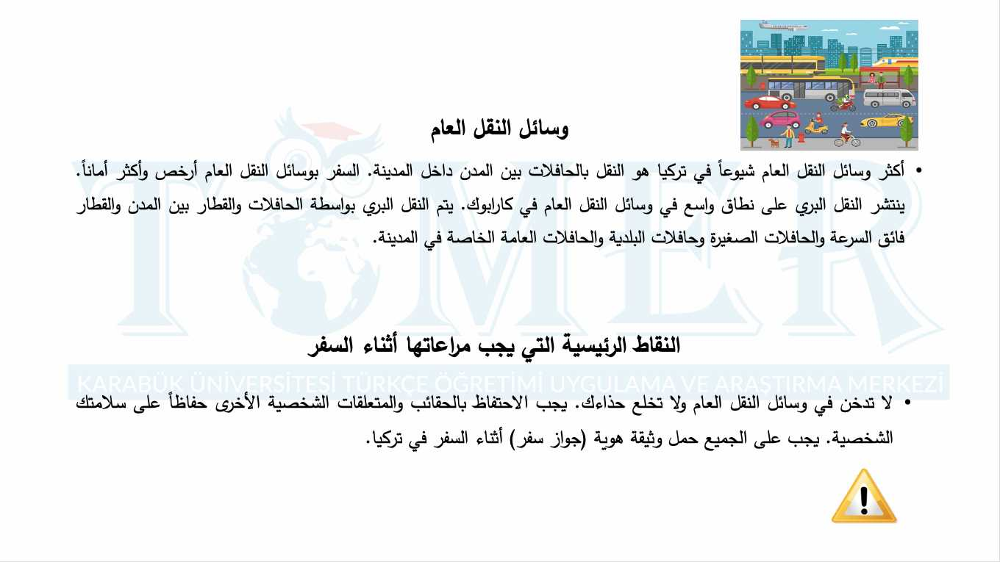 وسائل النقل العام
• أكثر وسائل النقل العام شيوعاً في تركيا هو النقل بالحافلات بين المدن داخل المدينة. السفر بوسائل النقل العام أرخص وأكثر أماناً.
ينتشر النقل البري على نطاق واسع في وسائل النقل العام في كارابوك. يتم النقل البري بواسطة الحافلات والقطار بين المدن والقطار
فائق السرعة والحافلات الصغيرة وحافلات البلدية والحافلات العامة الخاصة في المدينة.
TÖMER
النقاط الرئيسية التي يجب مراعاتها أثناء السفر
KARABÜK ÜNİVERSİTESİ TÜRKÇE ÖĞRETİMİ UYGULAMA VE ARAŞTIRMA MERKEZİ
• لا تدخن في وسائل النقل العام ولا تخلع حذاءك. يجب الاحتفاظ بالحقائب والمتعلقات الشخصية الأخرى حفاظاً على سلامتك
الشخصية. يجب على الجميع حمل وثيقة هوية (جواز سفر) أثناء السفر في تركيا.